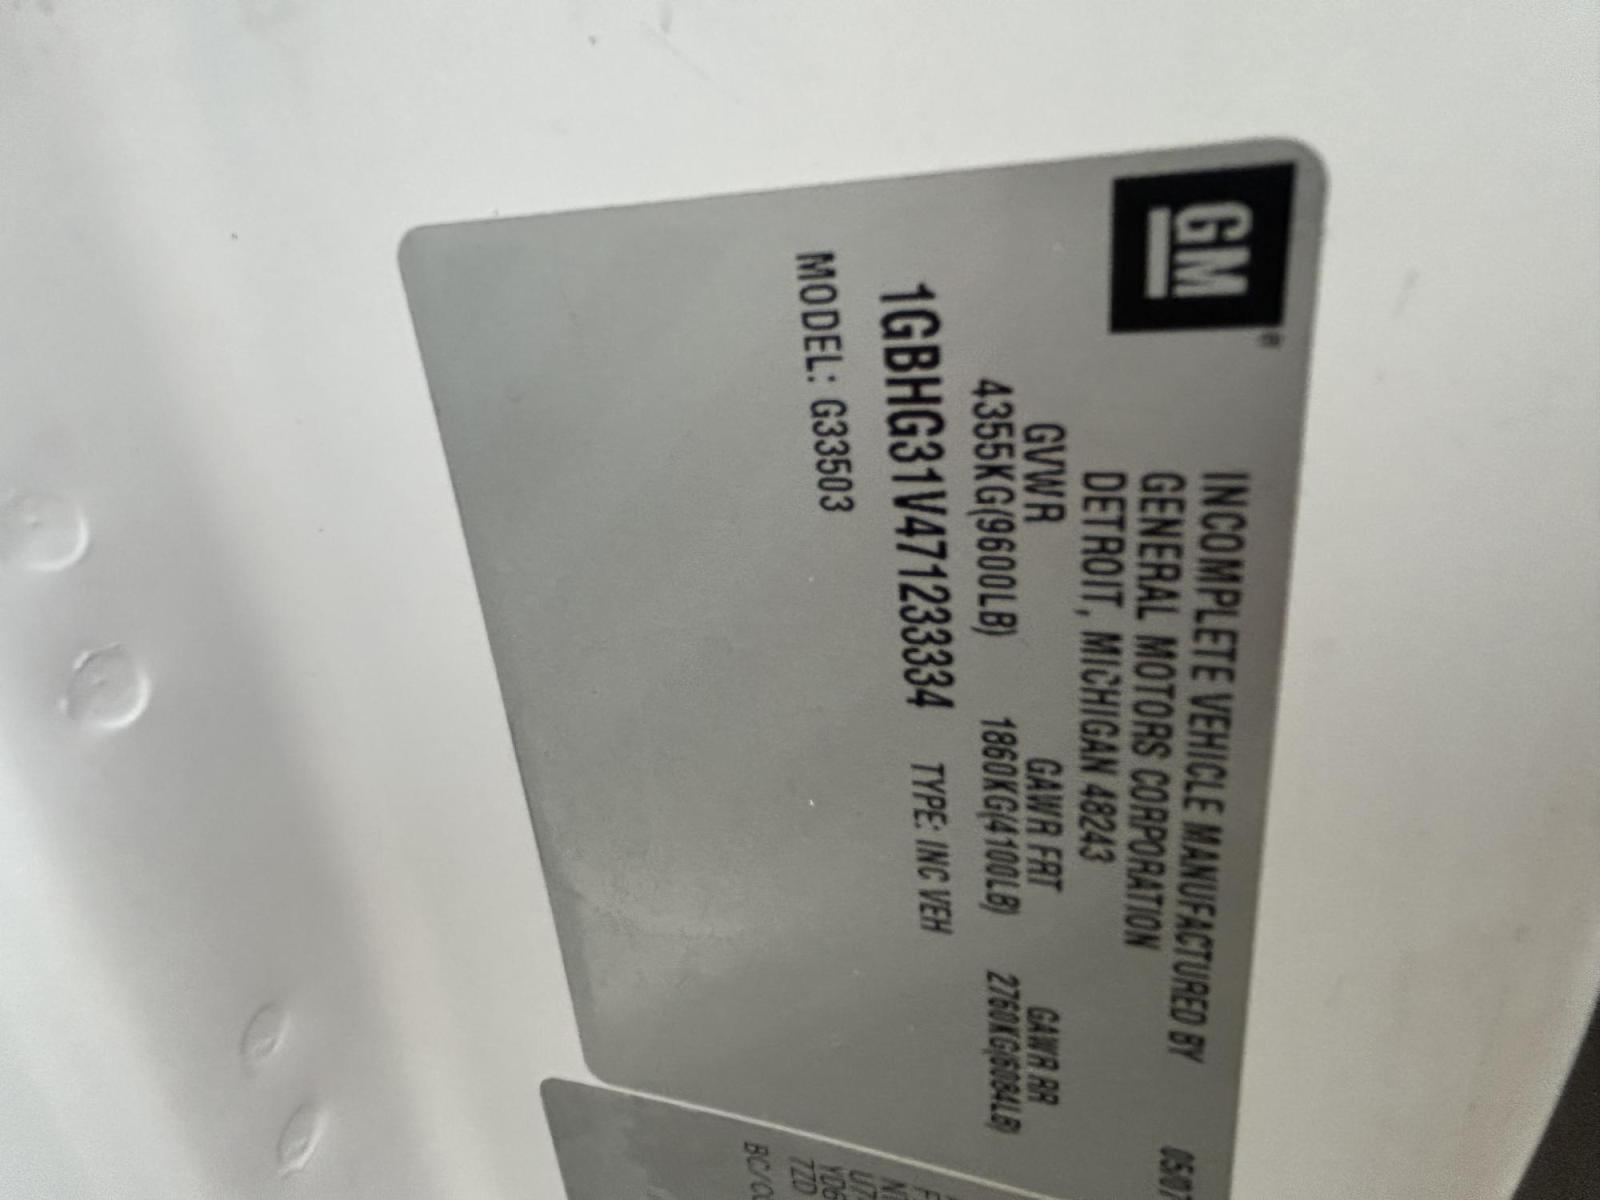 GM
INCOMPLETE VEHICLE MANUFACTURED BY
GENERAL MOTORS CORPORATION
DETROIT, MICHIGAN 48243
GVWR GAWR FRT GAWR RR
4355KG(9600LB) 1860KG(4100LB) 2760KG(6084LB)
1GBHG31V471233334 TYPE: INC VEH
MODEL: G33503